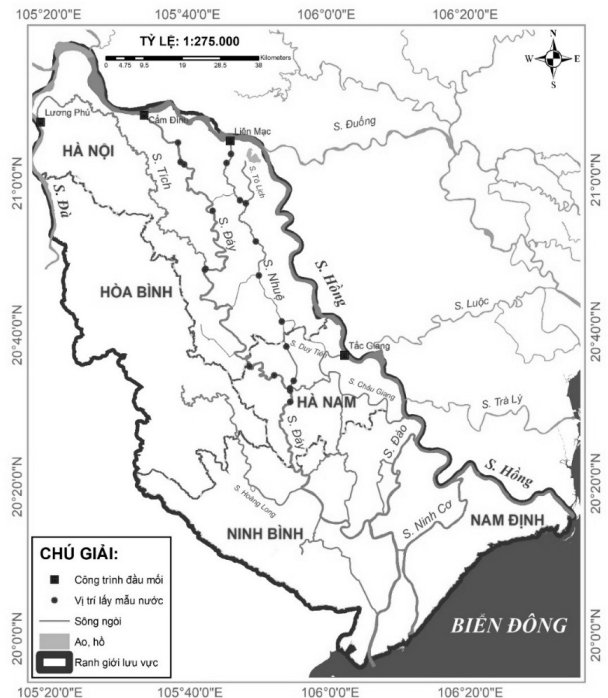 105°20'0"E 105°40'0"E 106°0'0"E 106°20'0"E
TỶ LỆ: 1:275.000
0 4.75 9.5 19 28.5 38 Kilometers
N
W E
S
Lương Phú
Cẩm Đình
Liên Mạc
S. Đuống
HÀ NỘI
S. Tích
S. Tô Lịch
21°0'0"N 21°0'0"N
S. Đà
S. Đáy
S. Nhuệ
S. Hồng
HÒA BÌNH
S. Luộc
20°40'0"N 20°40'0"N
S. Duy Tiên
Tắc Giang
S. Châu Giang
HÀ NAM
S. Trà Lý
S. Đáy
S. Đào
S. Hồng
20°20'0"N 20°20'0"N
S. Hoàng Long
S. Ninh Cơ
NAM ĐỊNH
NINH BÌNH
CHÚ GIẢI:
Công trình đầu mối
Vị trí lấy mẫu nước
Sông ngòi
Ao, hồ
Ranh giới lưu vực
BIỂN ĐÔNG
20°0'0"N 20°0'0"N
105°20'0"E 105°40'0"E 106°0'0"E 106°20'0"E